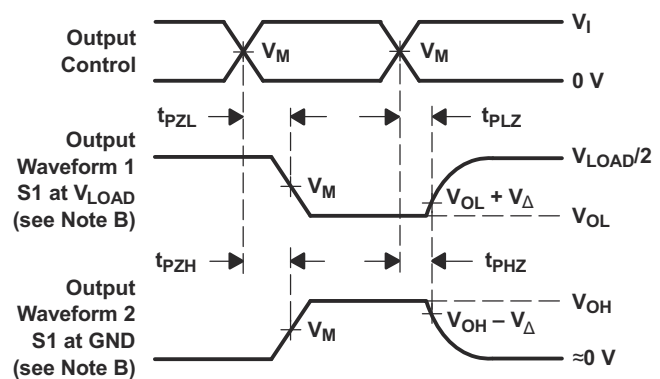 Output
Control
V_M
V_M
V_I
0 V
t_PZL
t_PLZ
Output
Waveform 1
S1 at V_LOAD
(see Note B)
V_M
V_LOAD/2
V_OL + V_Δ
V_OL
t_PZH
t_PHZ
Output
Waveform 2
S1 at GND
(see Note B)
V_M
V_OH
V_OH – V_Δ
≈0 V